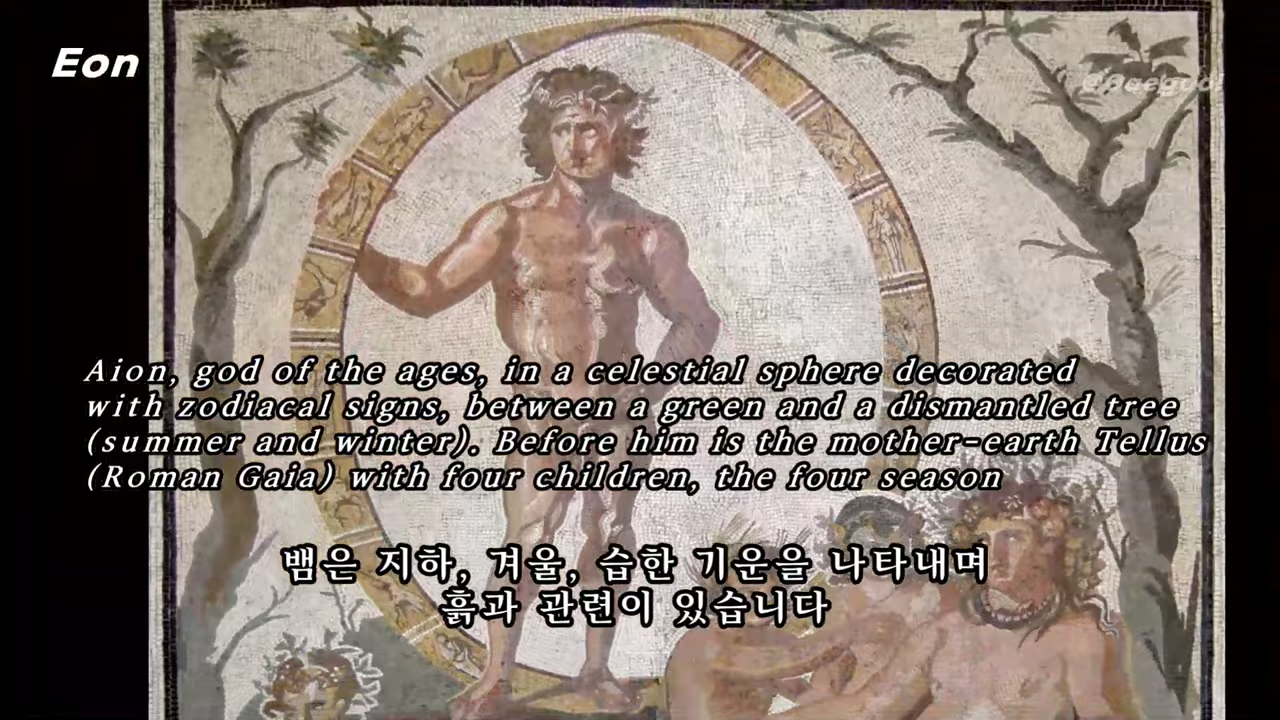 Eon
Aion, god of the ages, in a celestial sphere decorated
with zodiacal signs, between a green and a dismantled tree
(summer and winter). Before him is the mother-earth Tellus
(Roman Gaia) with four children, the four season
뱀은 지하, 겨울, 습한 기운을 나타내며
흙과 관련이 있습니다